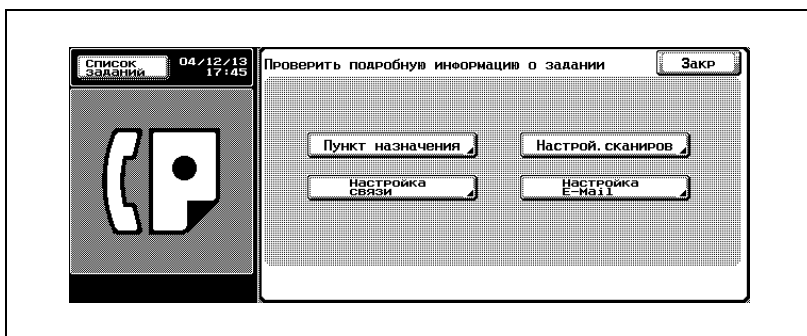 Список
заданий
04/12/13
17:45
Проверить подробную информацию о задании
Закр
Пункт назначения
Настрой.сканиров
Настройка
связи
Настройка
E-Mail